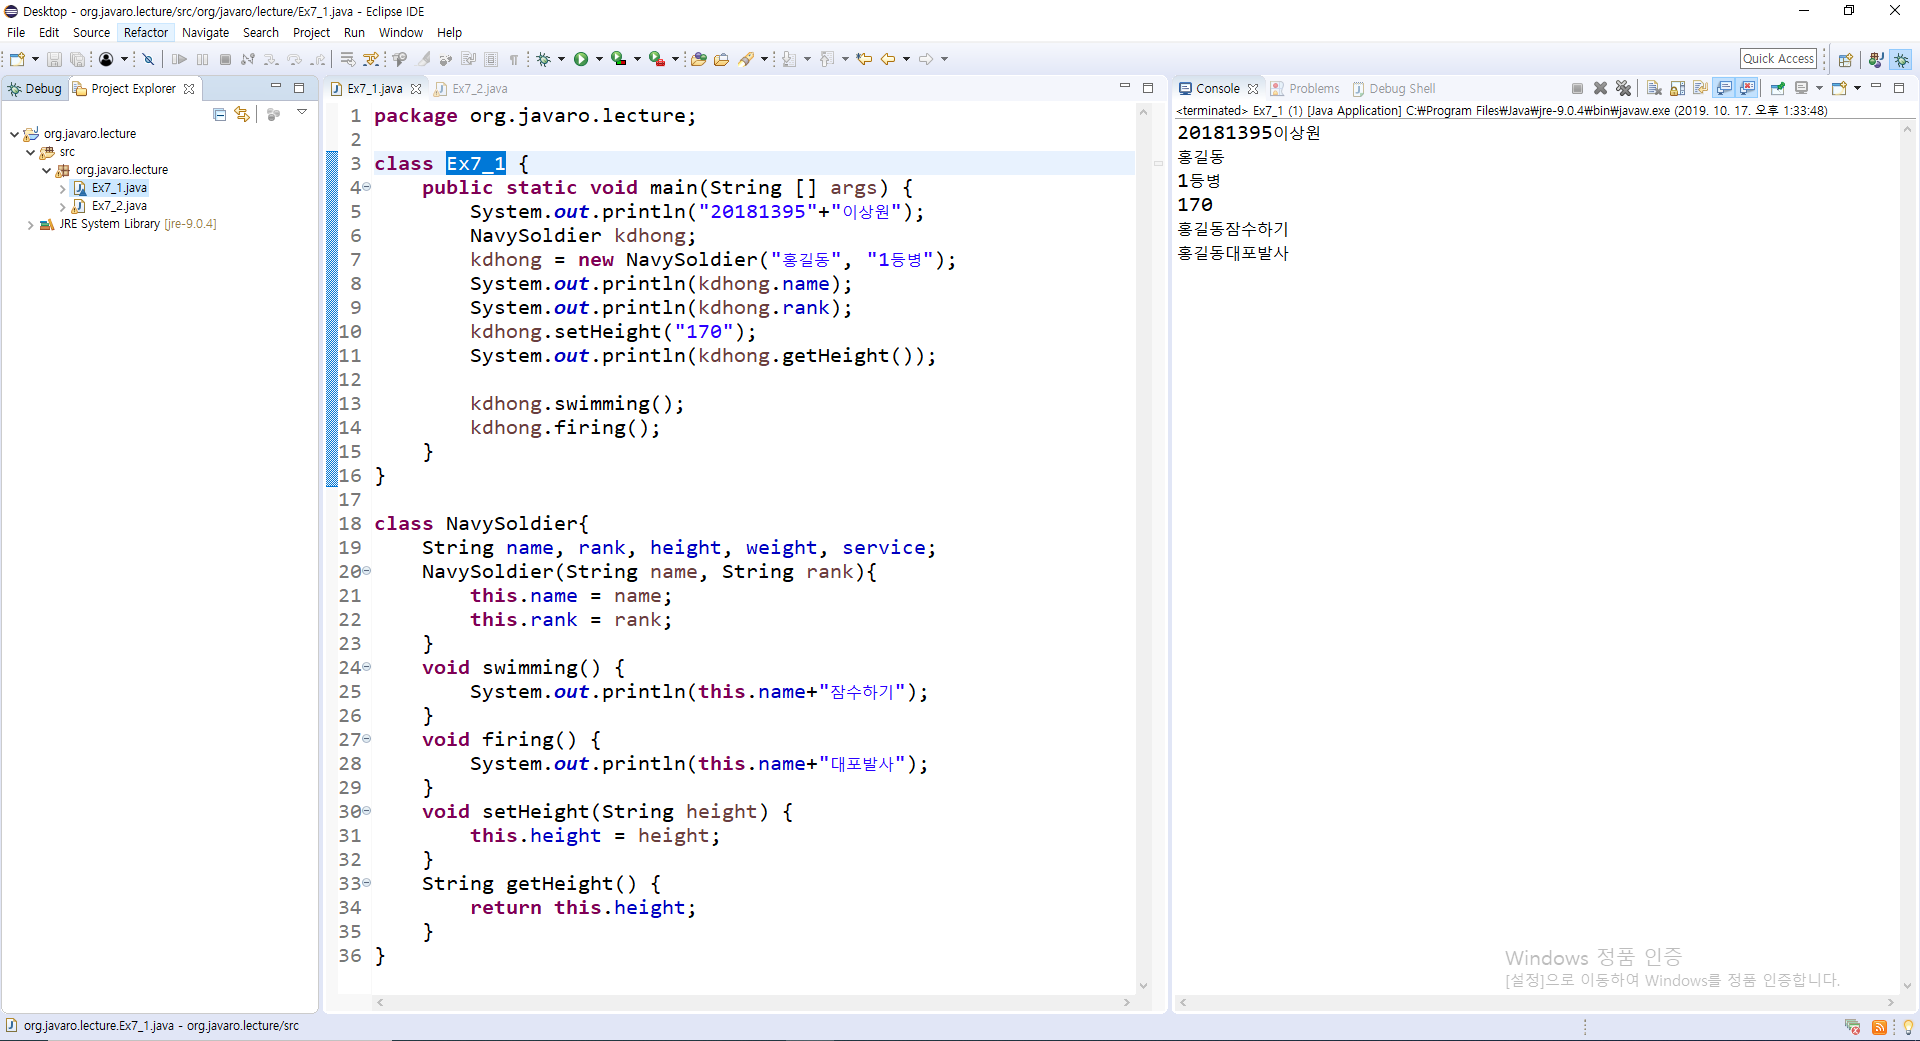 Desktop - org.javaro.lecture/src/org/javaro/lecture/Ex7_1.java - Eclipse IDE
File Edit Source Refactor Navigate Search Project Run Window Help
Quick Access
Debug Project Explorer
org.javaro.lecture
src
org.javaro.lecture
Ex7_1.java
Ex7_2.java
JRE System Library [jre-9.0.4]
Ex7_1.java Ex7_2.java
1 package org.javaro.lecture;
2
3 class Ex7_1 {
4 public static void main(String [] args) {
5 System.out.println("20181395"+"이상원");
6 NavySoldier kdhong;
7 kdhong = new NavySoldier("홍길동", "1등병");
8 System.out.println(kdhong.name);
9 System.out.println(kdhong.rank);
10 kdhong.setHeight("170");
11 System.out.println(kdhong.getHeight());
12
13 kdhong.swimming();
14 kdhong.firing();
15 }
16 }
17
18 class NavySoldier{
19 String name, rank, height, weight, service;
20 NavySoldier(String name, String rank){
21 this.name = name;
22 this.rank = rank;
23 }
24 void swimming() {
25 System.out.println(this.name+"잠수하기");
26 }
27 void firing() {
28 System.out.println(this.name+"대포발사");
29 }
30 void setHeight(String height) {
31 this.height = height;
32 }
33 String getHeight() {
34 return this.height;
35 }
36 }
Console Problems Debug Shell
<terminated> Ex7_1 (1) [Java Application] C:₩Program Files₩Java₩jre-9.0.4₩bin₩javaw.exe (2019. 10. 17. 오후 1:33:48)
20181395이상원
홍길동
1등병
170
홍길동잠수하기
홍길동대포발사
Windows 정품 인증
[설정]으로 이동하여 Windows를 정품 인증합니다.
org.javaro.lecture.Ex7_1.java - org.javaro.lecture/src